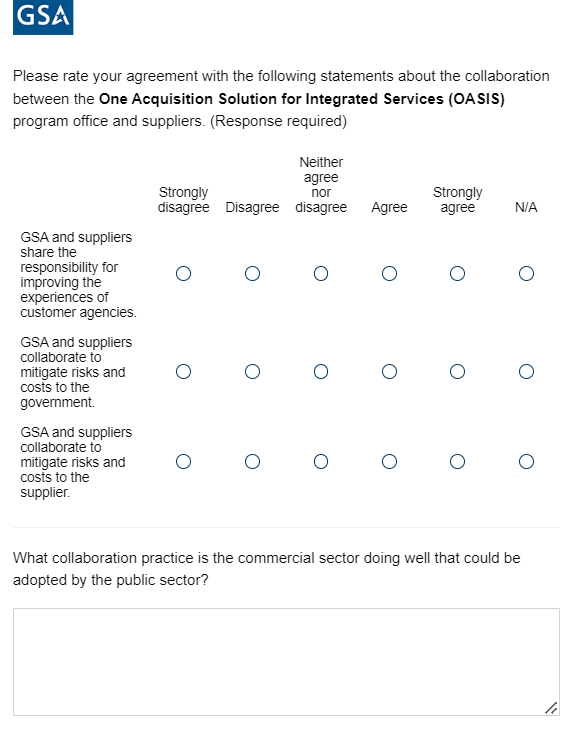 GSA
Please rate your agreement with the following statements about the collaboration
between the One Acquisition Solution for Integrated Services (OASIS)
program office and suppliers. (Response required)
Strongly disagree
Disagree
Neither agree nor disagree
Agree
Strongly agree
N/A
GSA and suppliers
share the
responsibility for
improving the
experiences of
customer agencies.
GSA and suppliers
collaborate to
mitigate risks and
costs to the
government.
GSA and suppliers
collaborate to
mitigate risks and
costs to the
supplier.
What collaboration practice is the commercial sector doing well that could be
adopted by the public sector?